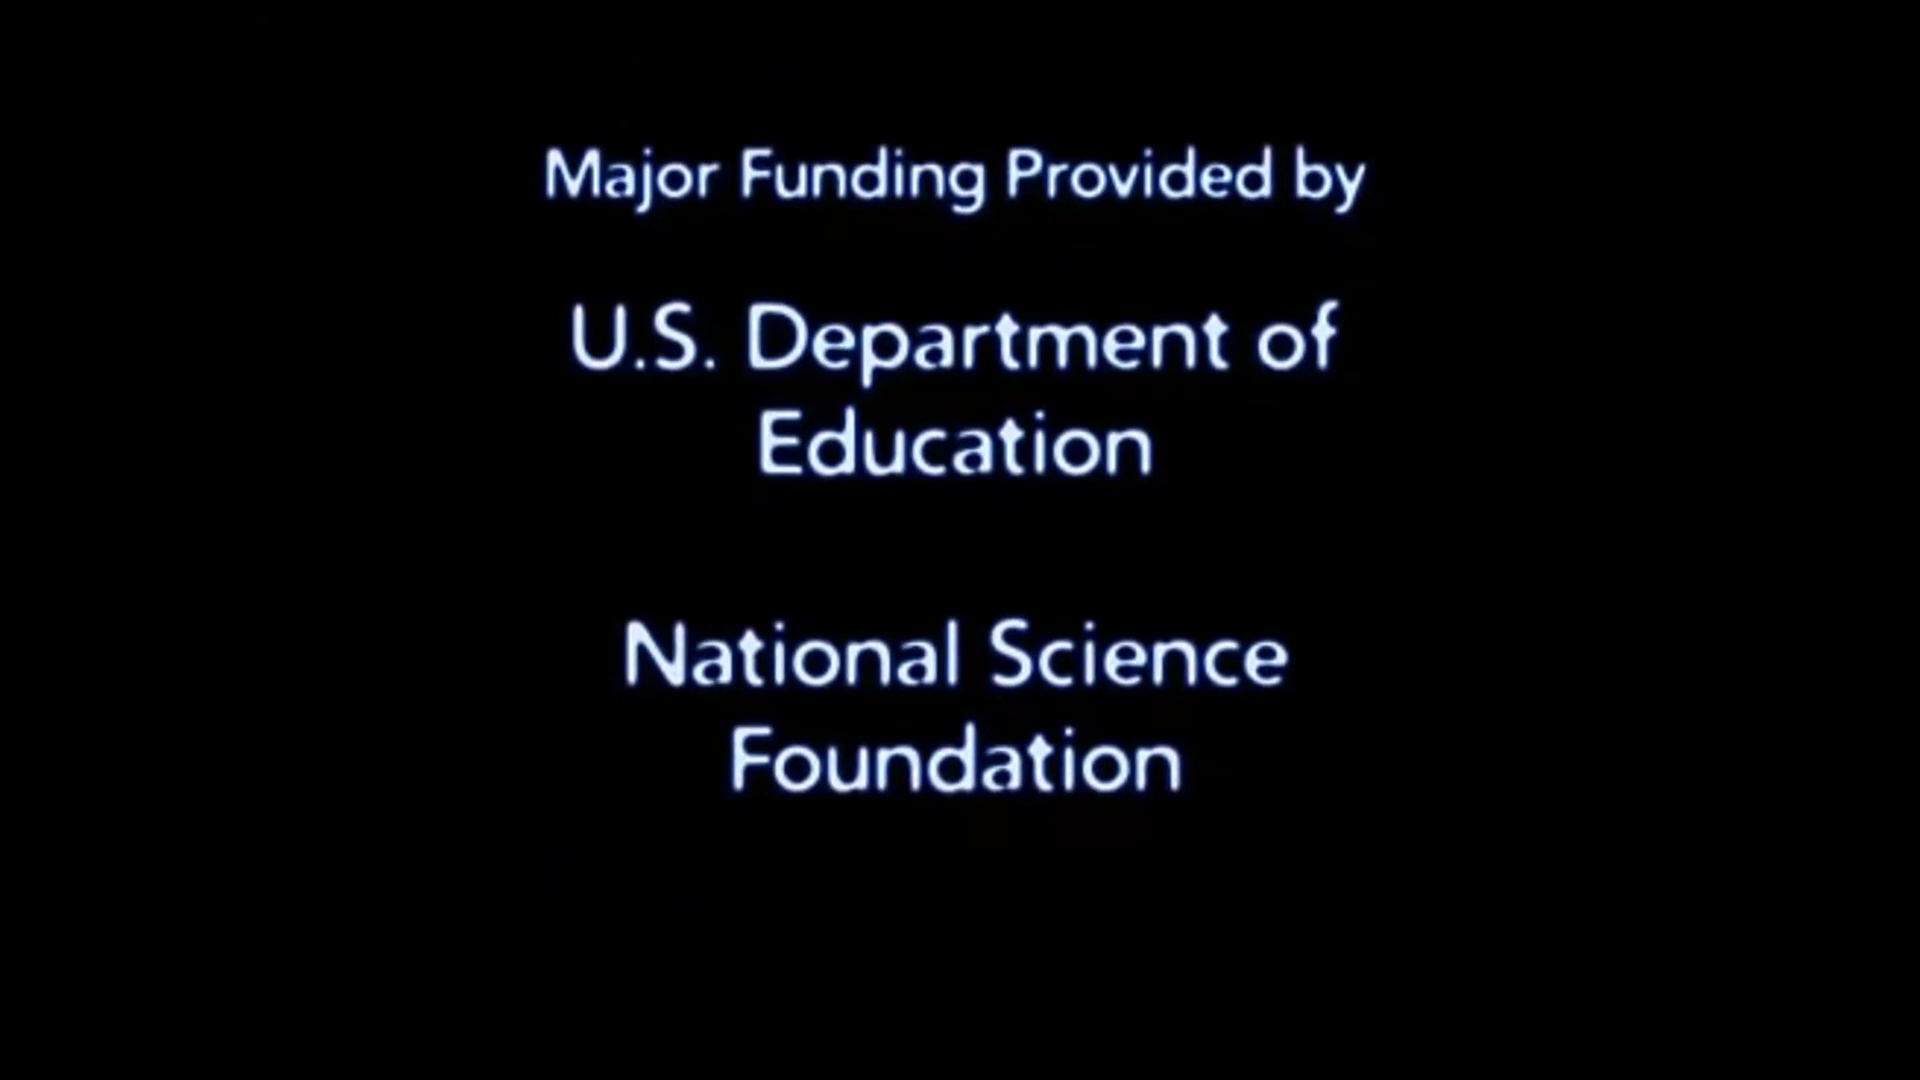 Major Funding Provided by
U.S. Department of
Education
National Science
Foundation